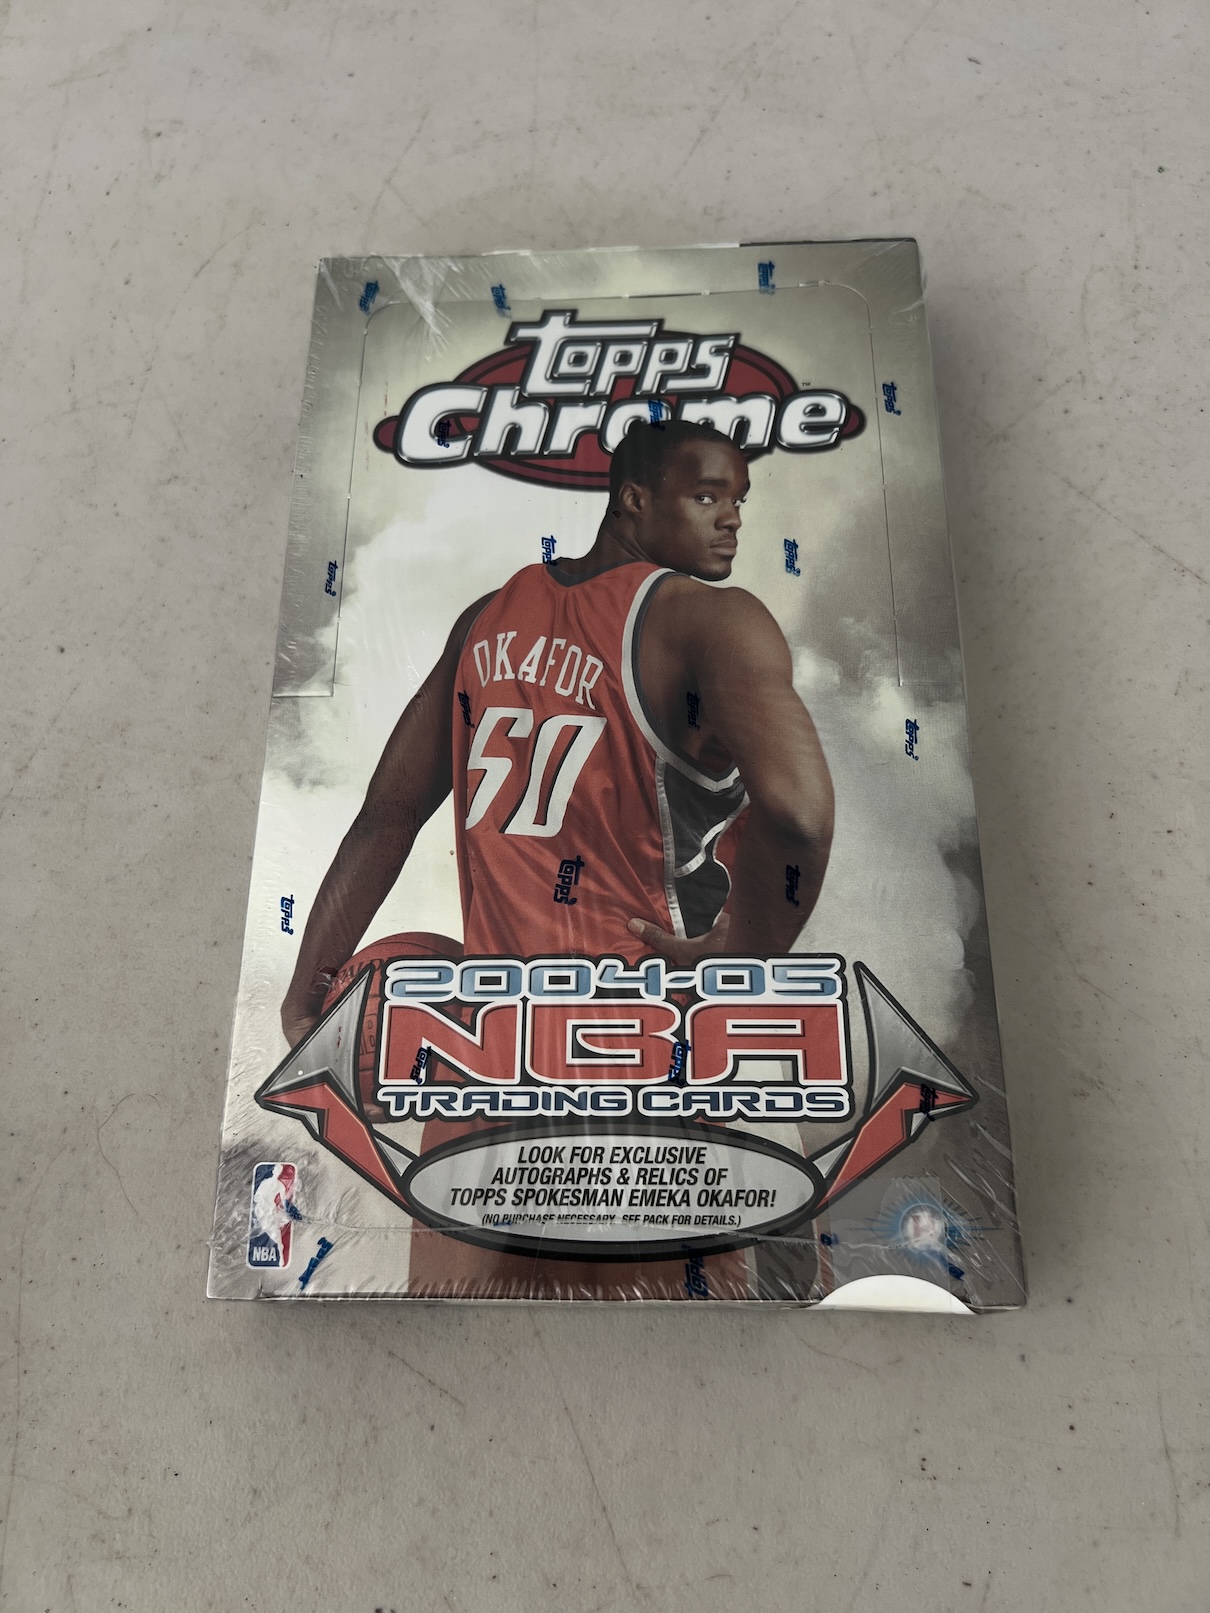 Topps
Chrome™
OKAFOR
50
2004-05
NBA
TRADING CARDS
LOOK FOR EXCLUSIVE
AUTOGRAPHS & RELICS OF
TOPPS SPOKESMAN EMEKA OKAFOR!
(NO PURCHASE NECESSARY. SEE PACK FOR DETAILS.)
NBA